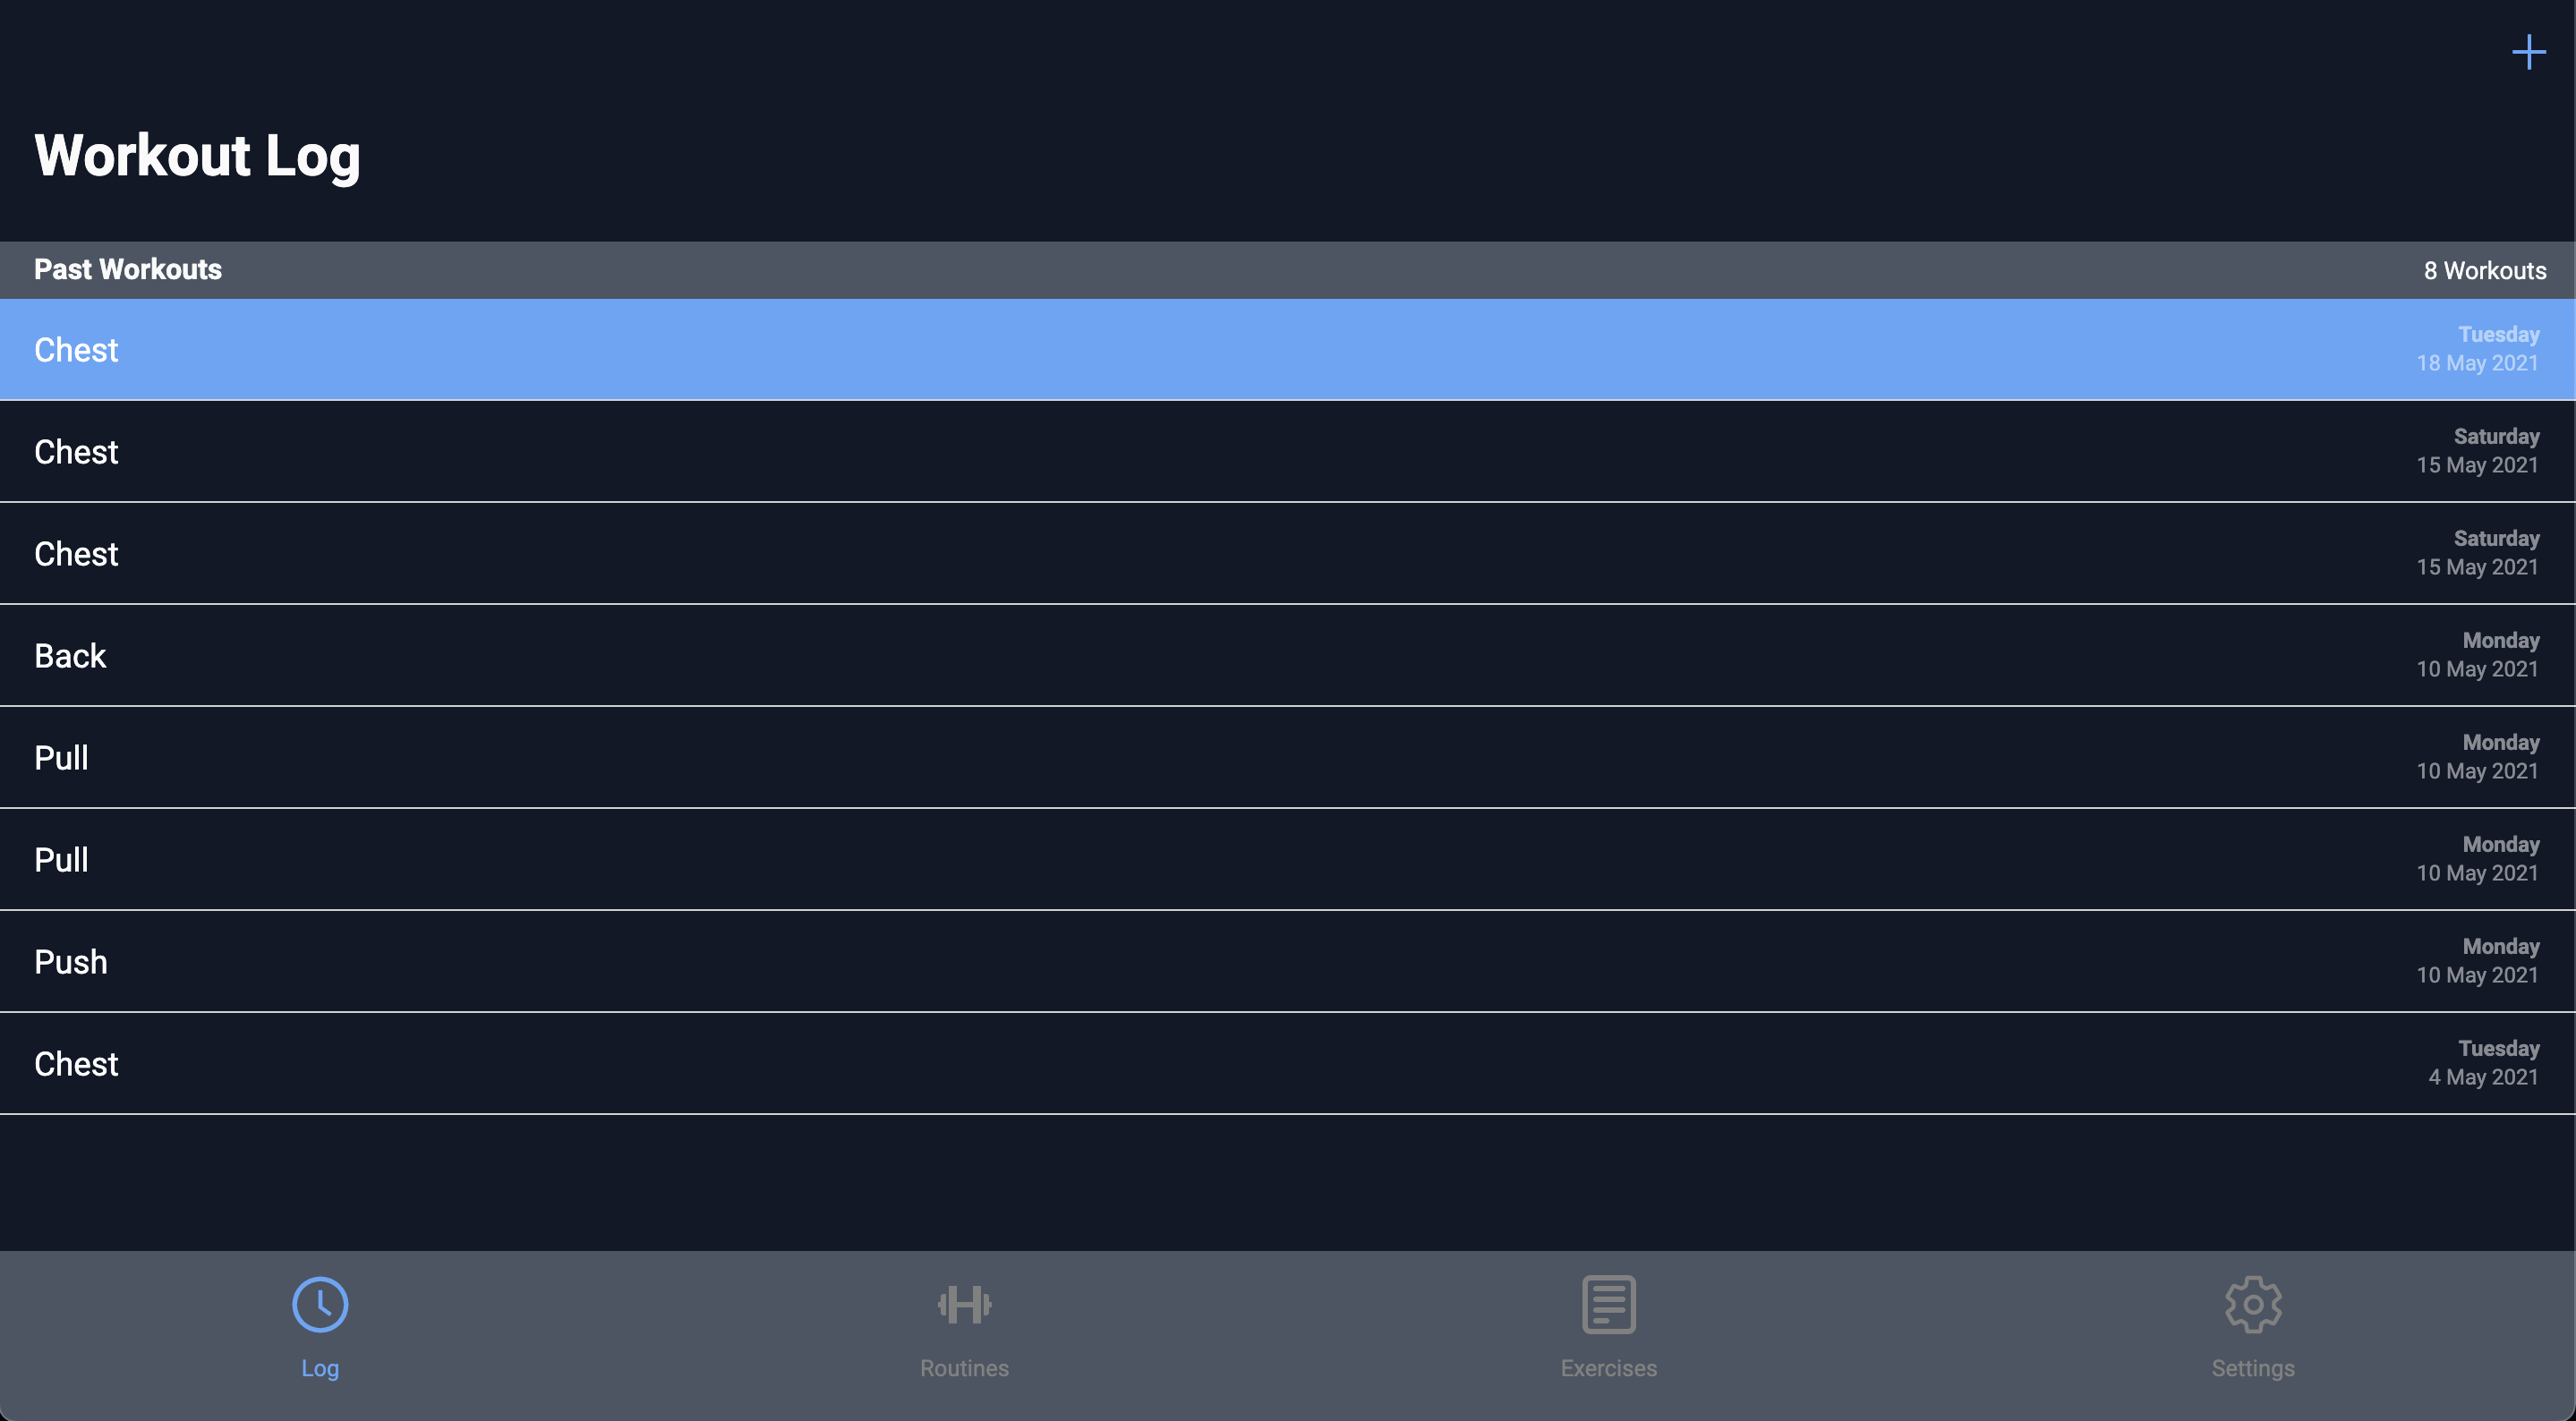 Workout Log
Past Workouts
8 Workouts
Chest
Tuesday
18 May 2021
Chest
Saturday
15 May 2021
Chest
Saturday
15 May 2021
Back
Monday
10 May 2021
Pull
Monday
10 May 2021
Pull
Monday
10 May 2021
Push
Monday
10 May 2021
Chest
Tuesday
4 May 2021
Log
Routines
Exercises
Settings